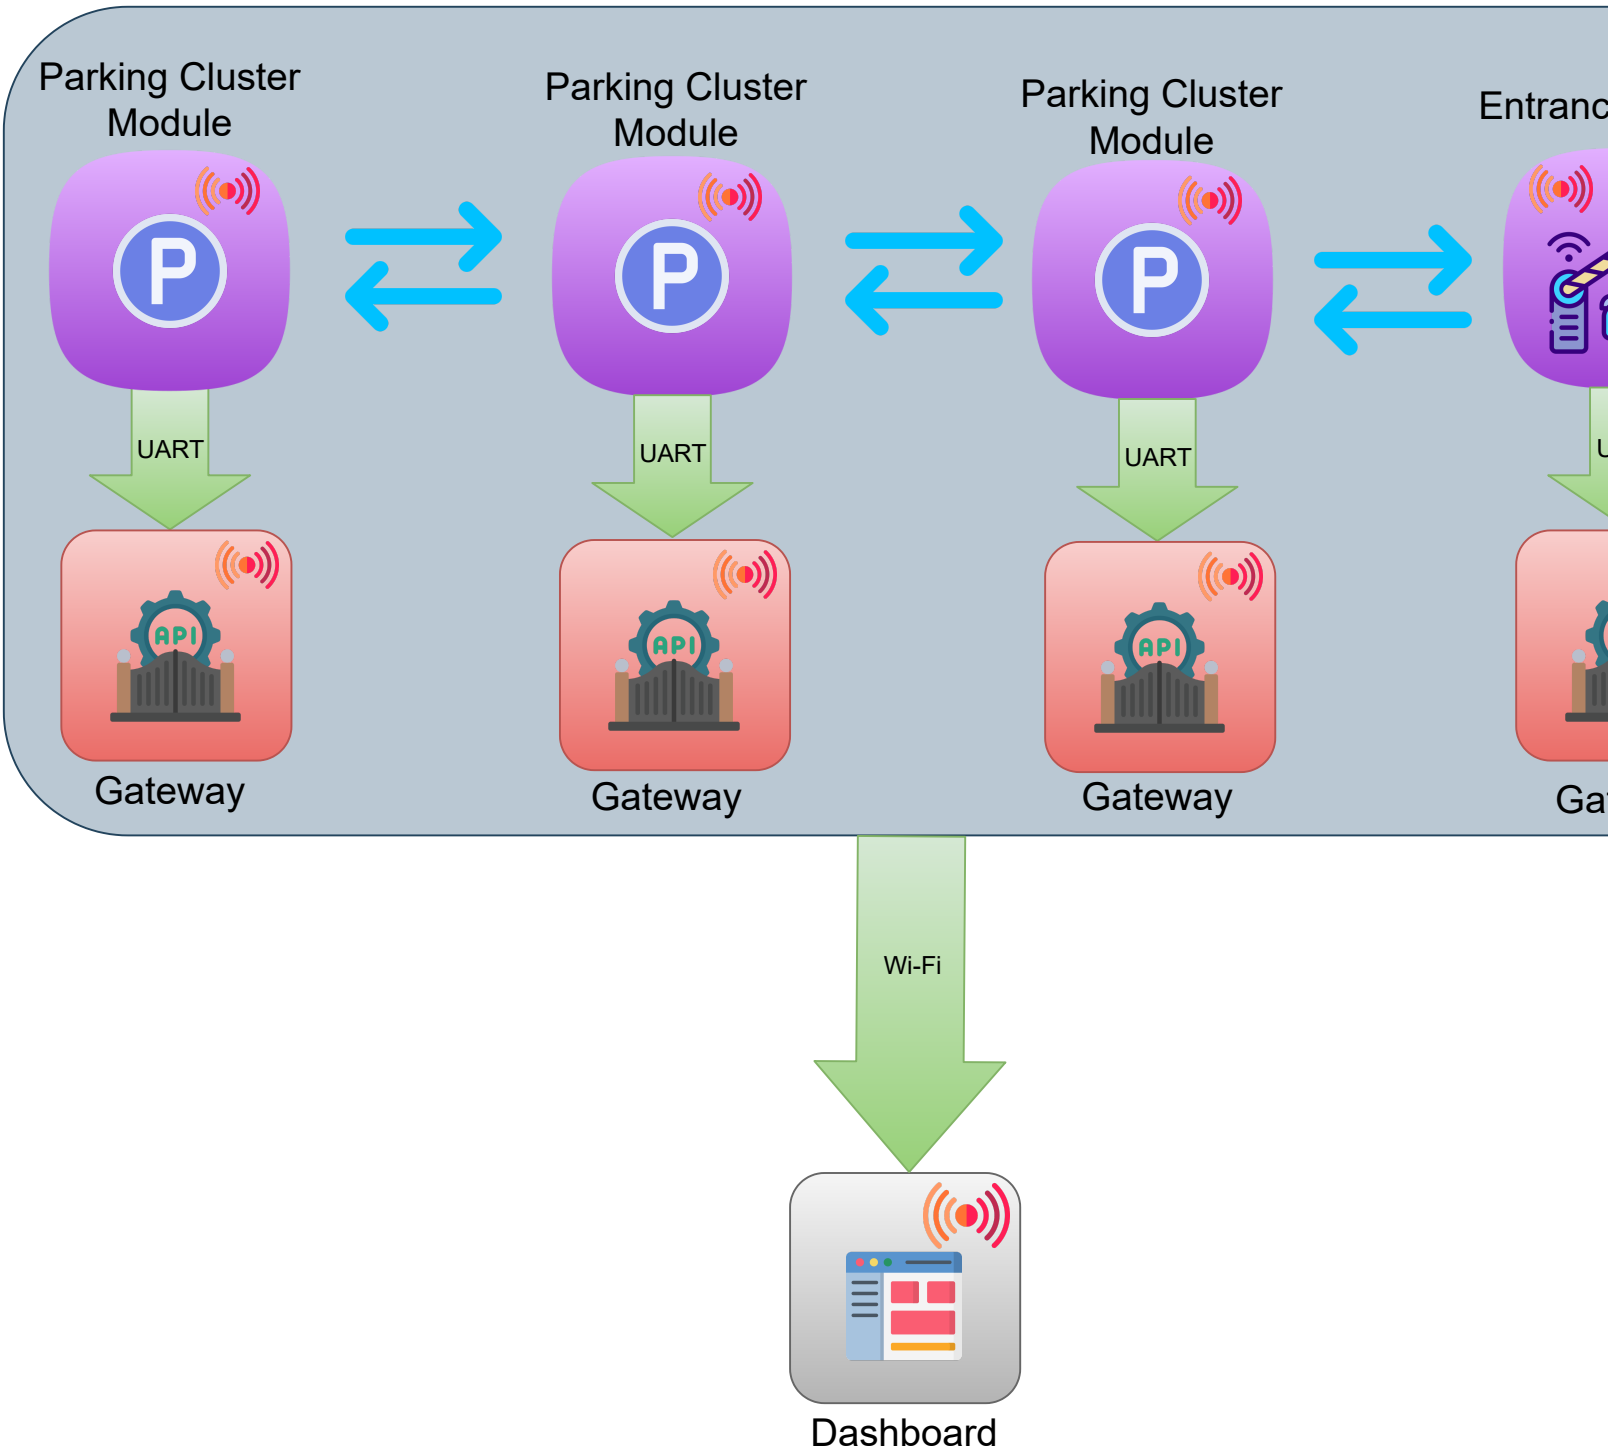 Parking Cluster
Module
Parking Cluster
Module
Parking Cluster
Module
P
P
P
UART
UART
UART
API
API
API
Gateway
Gateway
Gateway
Wi-Fi
Dashboard